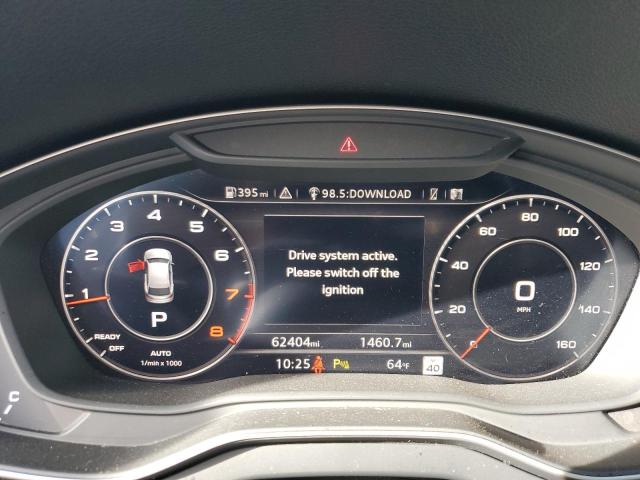 395 mi 98.5:DOWNLOAD
Drive system active.
Please switch off the
ignition
1 2 3 4 5 6 7 8
P
READY
OFF
AUTO
1/min x 1000
0 20 40 60 80 100 120 140 160
0
MPH
62404mi 1460.7mi
10:25 P 64°F 40
C